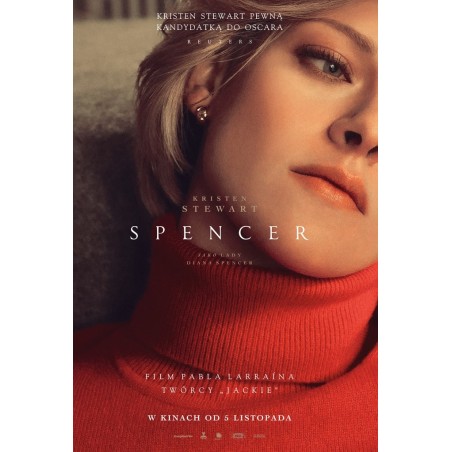 KRISTEN STEWART PEWNĄ
KANDYDATKĄ DO OSCARA
REUTERS
KRISTEN
STEWART
SPENCER
JAKO LADY
DIANA SPENCER
FILM PABLA LARRAÍNA
TWÓRCY „JACKIE”
W KINACH OD 5 LISTOPADA